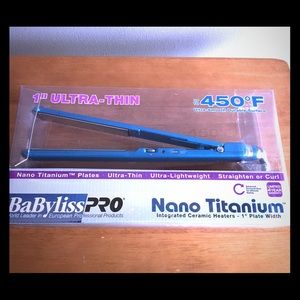 1" ULTRA-THIN
450°F
Nano Titanium™ Plates Ultra-Thin Ultra-Lightweight Straighten or Curl
BaBylissPRO®
World Leader in European Professional Products
Nano Titanium™
Integrated Ceramic Heaters - 1" Plate Width